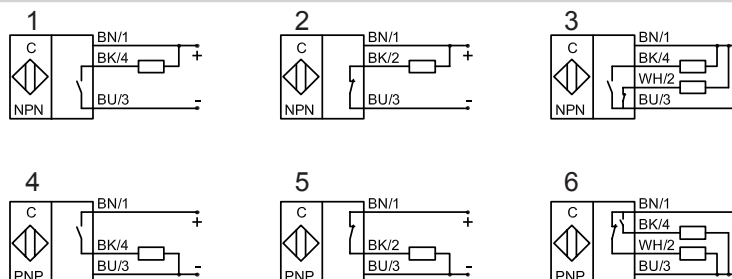 1
BN/1
C
BK/4
+
NPN
BU/3
-
2
BN/1
C
BK/2
+
NPN
BU/3
-
3
BN/1
C
BK/4
WH/2
NPN
BU/3
4
BN/1
C
+
BK/4
PNP
BU/3
-
5
BN/1
C
+
BK/2
PNP
BU/3
-
6
BN/1
C
BK/4
WH/2
PNP
BU/3